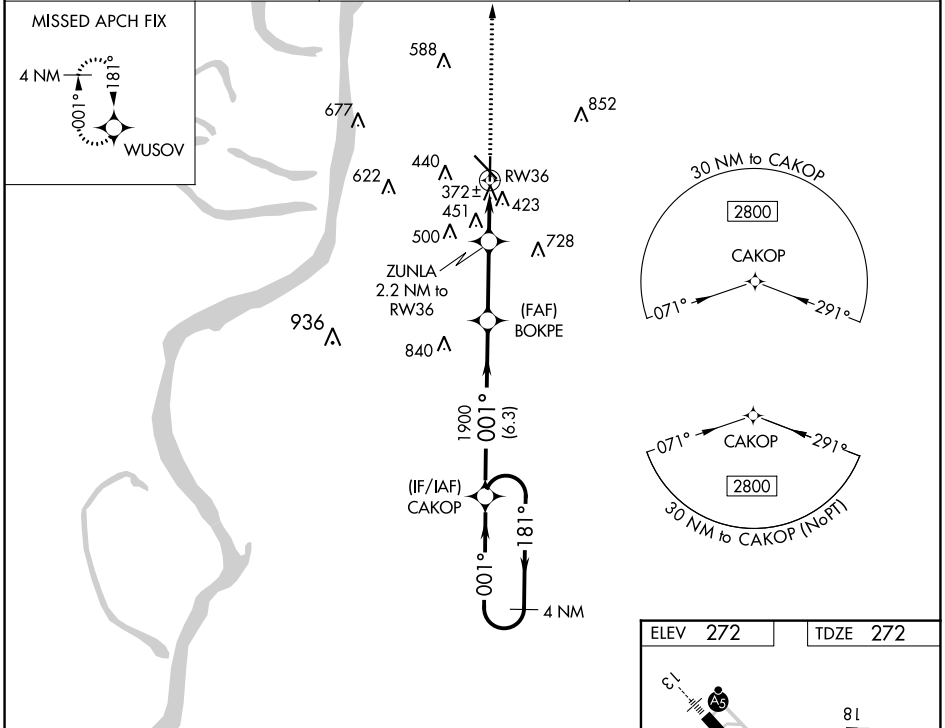 MISSED APCH FIX
4 NM
181°
001°
WUSOV
588
677
852
440
622
RW36
372±
423
451
500
728
ZUNLA
2.2 NM to
RW36
(FAF)
BOKPE
936
840
1900
001°
(6.3)
(IF/IAF)
CAKOP
181°
001°
4 NM
30 NM to CAKOP
2800
CAKOP
071°
291°
071°
CAKOP
291°
2800
30 NM to CAKOP (NoPT)
ELEV 272
TDZE 272
13
A5
18